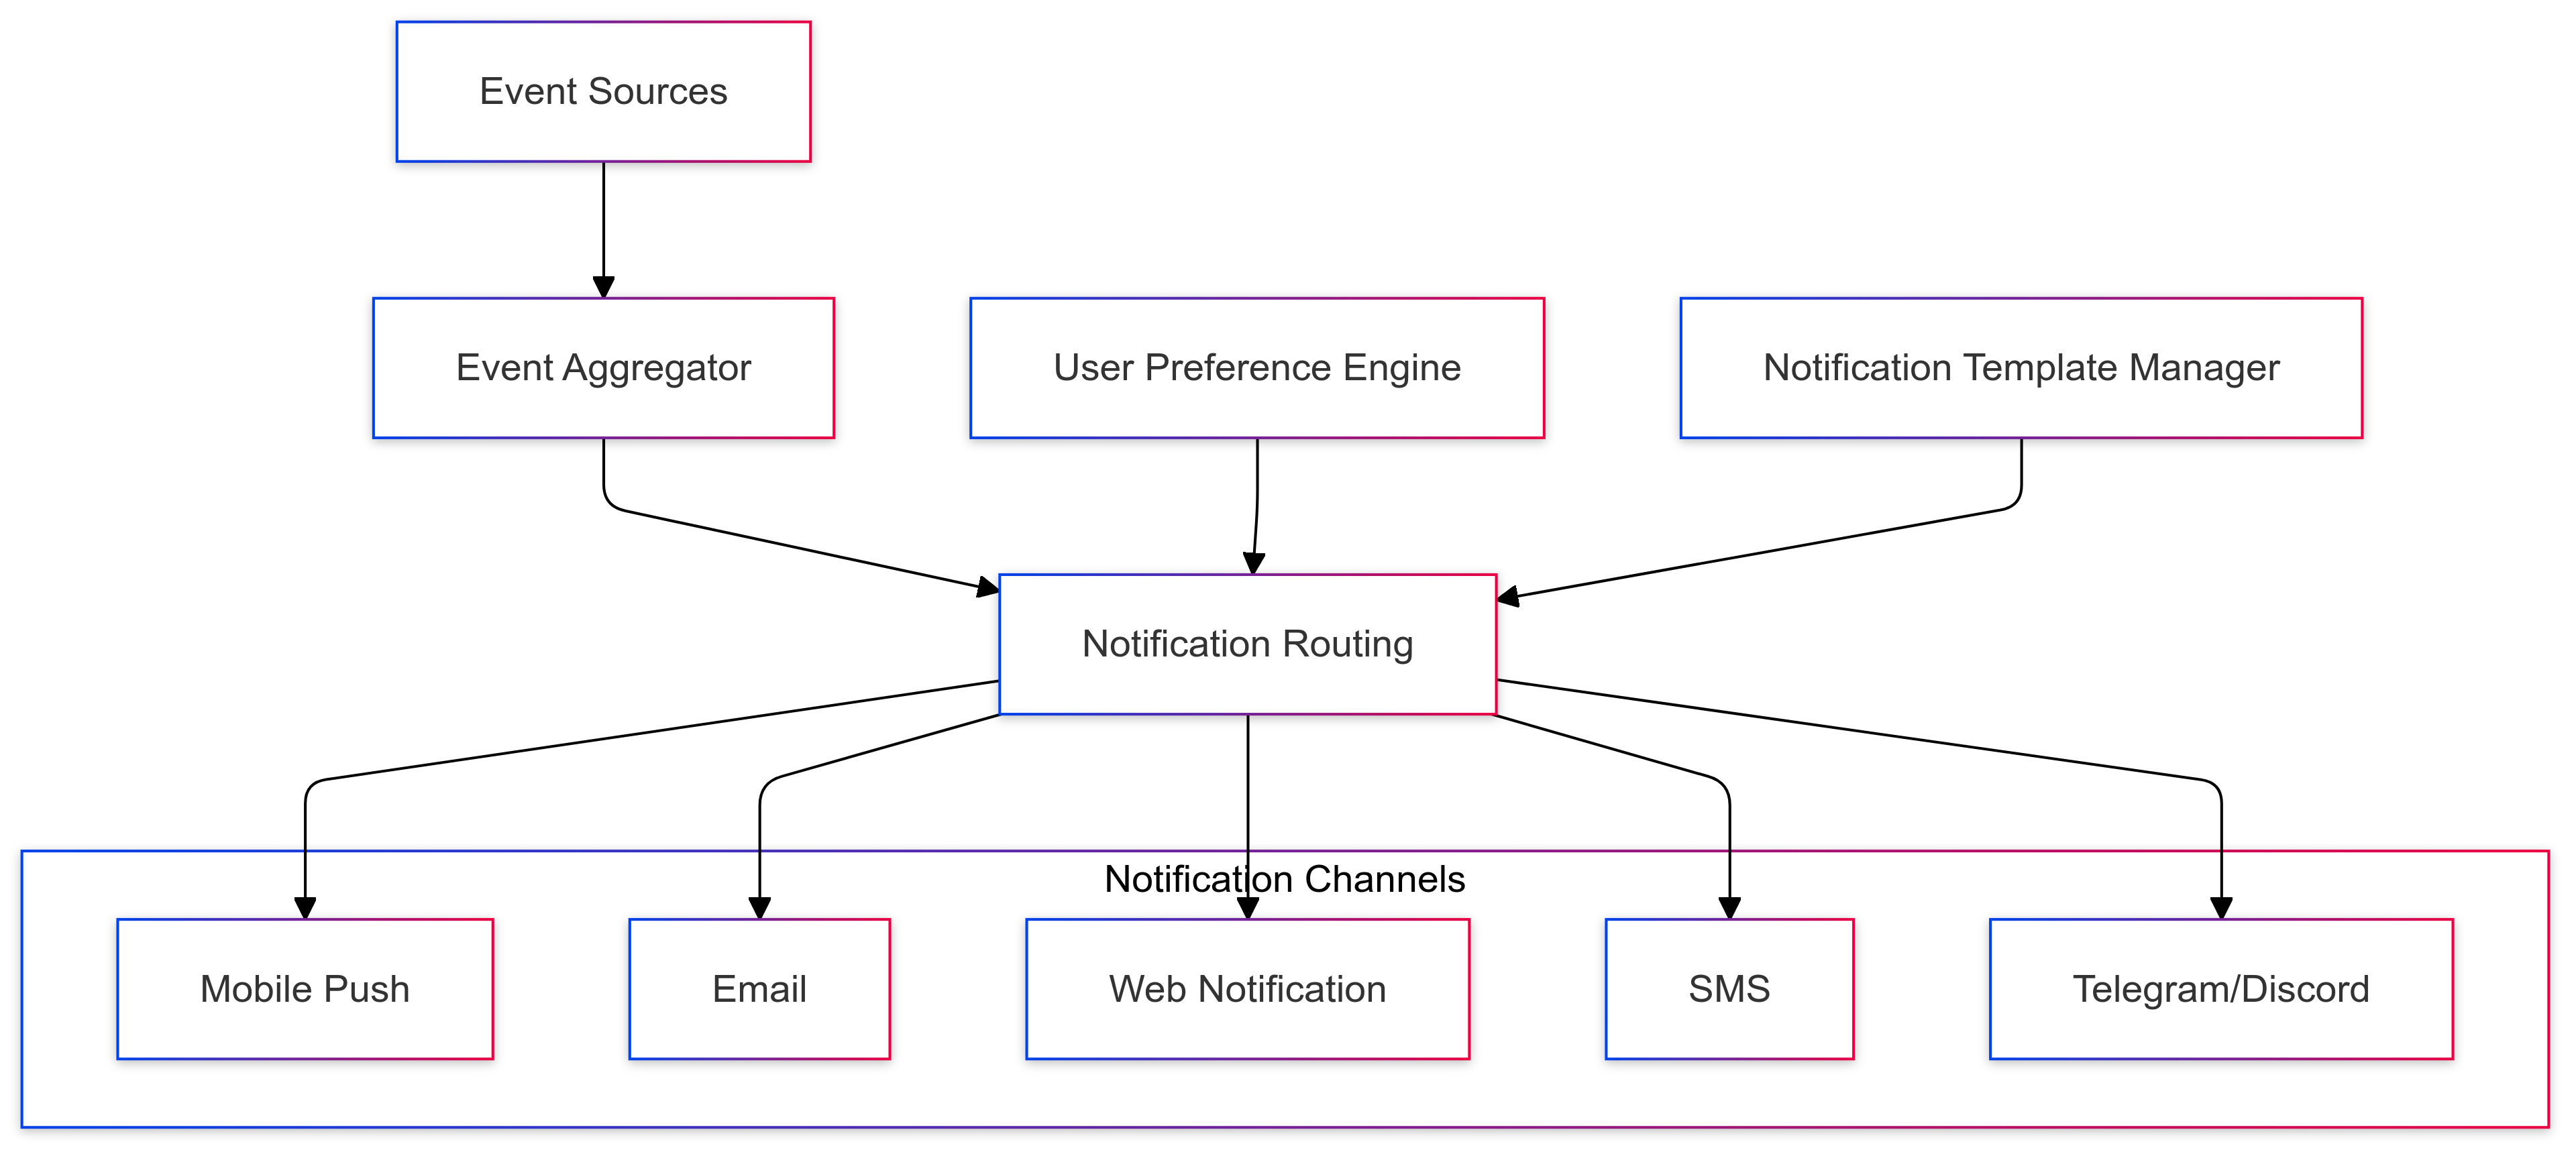 Event Sources
Event Aggregator
User Preference Engine
Notification Template Manager
Notification Routing
Notification Channels
Mobile Push
Email
Web Notification
SMS
Telegram/Discord